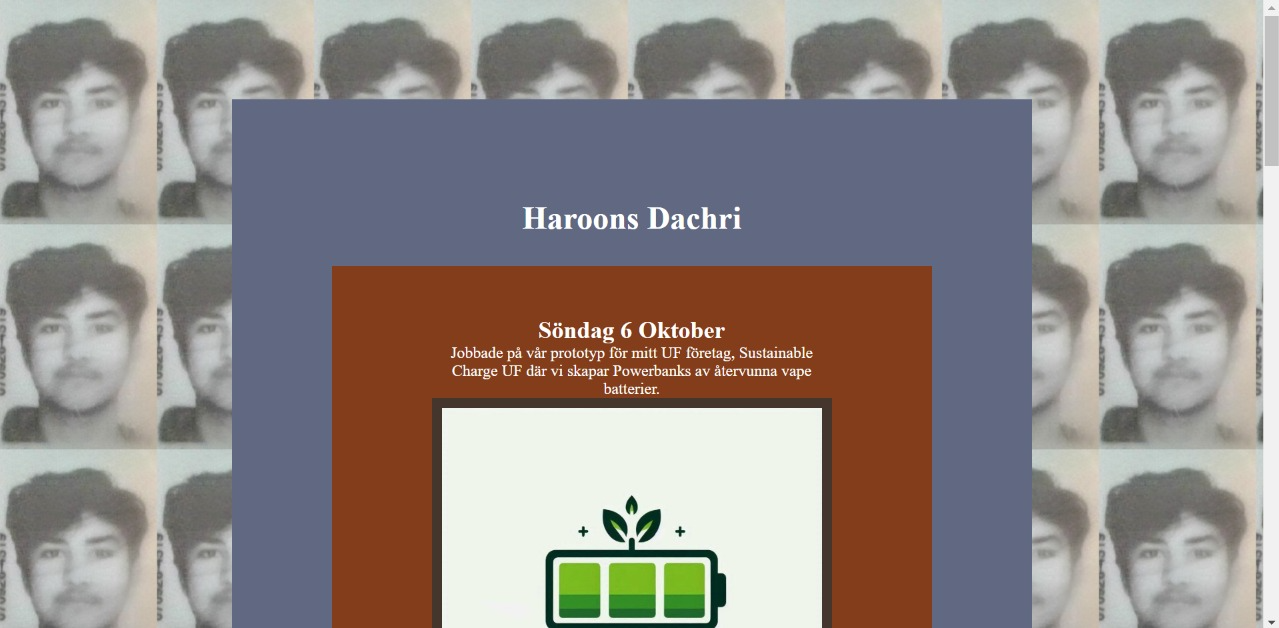 Haroons Dachri
Söndag 6 Oktober
Jobbade på vår prototyp för mitt UF företag, Sustainable
Charge UF där vi skapar Powerbanks av återvunna vape
batterier.